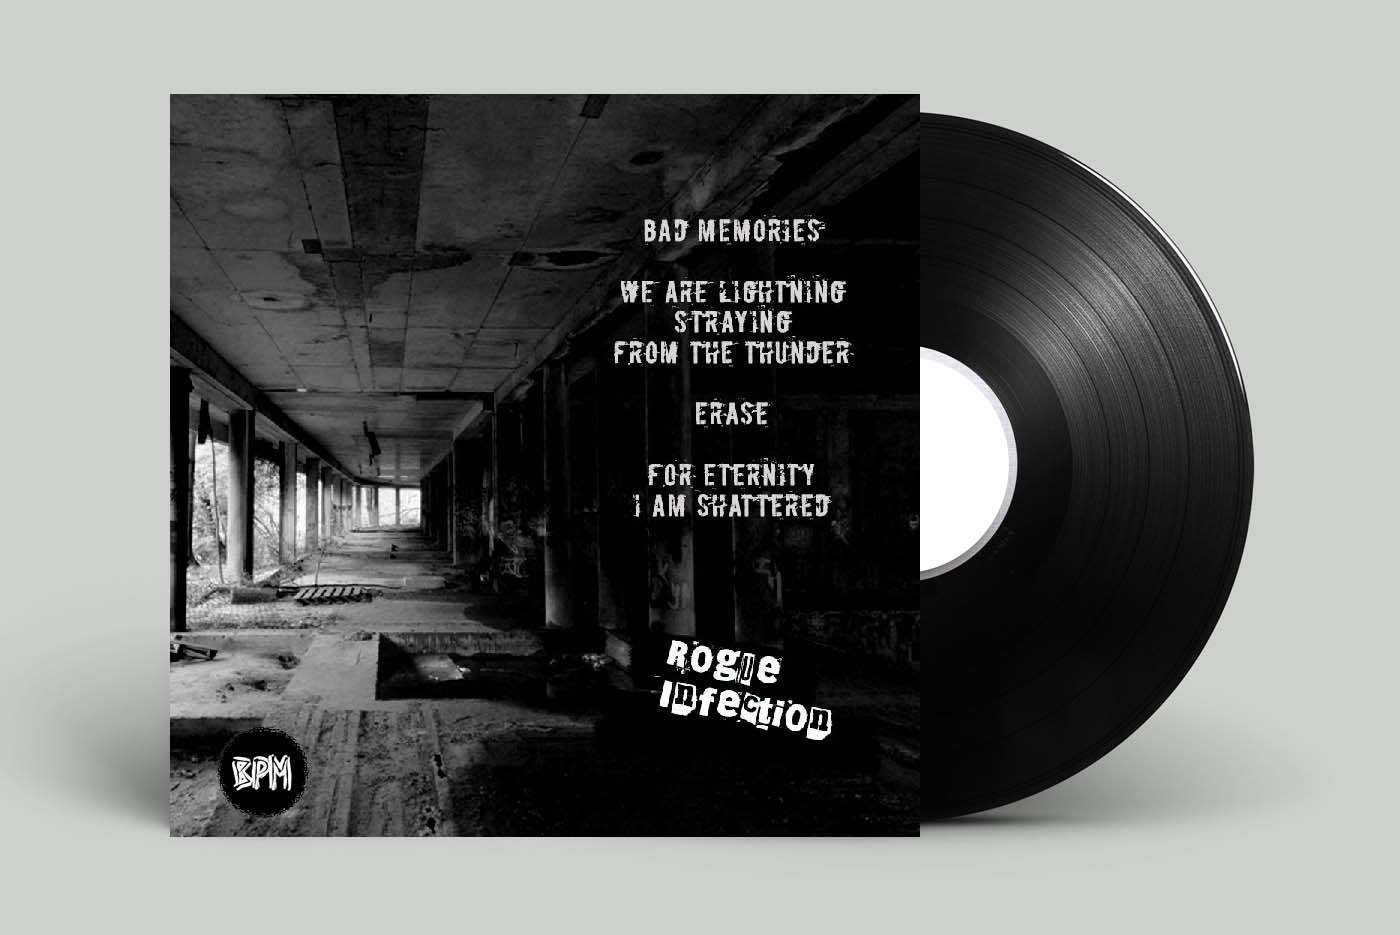 BAD MEMORIES
WE ARE LIGHTNING
STRAYING
FROM THE THUNDER
ERASE
FOR ETERNITY
I AM SHATTERED
Rogue
Infection
BPM